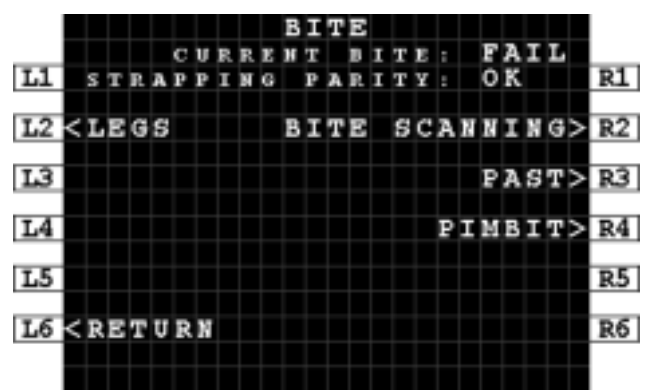 BITE
CURRENT BITE: FAIL
L1 STRAPPING PARITY: OK R1
L2 <LEGS BITE SCANNING> R2
L3 PAST> R3
L4 PIMBIT> R4
L5 R5
L6 <RETURN R6